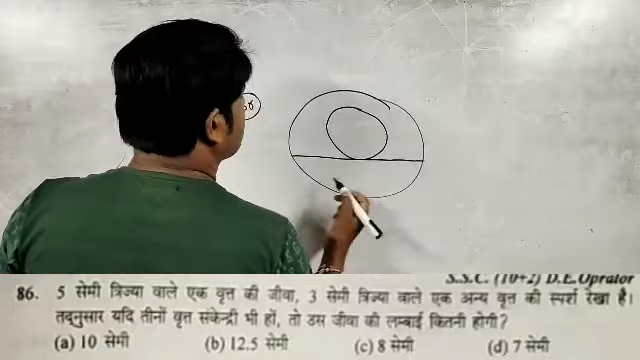 S.S.C. (10+2) D.E.Oprator
86. 5 सेमी त्रिज्या वाले एक वृत्त की जीवा, 3 सेमी त्रिज्या वाले एक अन्य वृत्त की स्पर्श रेखा है।
तद्नुसार यदि तीनों वृत्त संकेन्द्री भी हों, तो उस जीवा की लम्बाई कितनी होगी?
(a) 10 सेमी (b) 12.5 सेमी (c) 8 सेमी (d) 7 सेमी